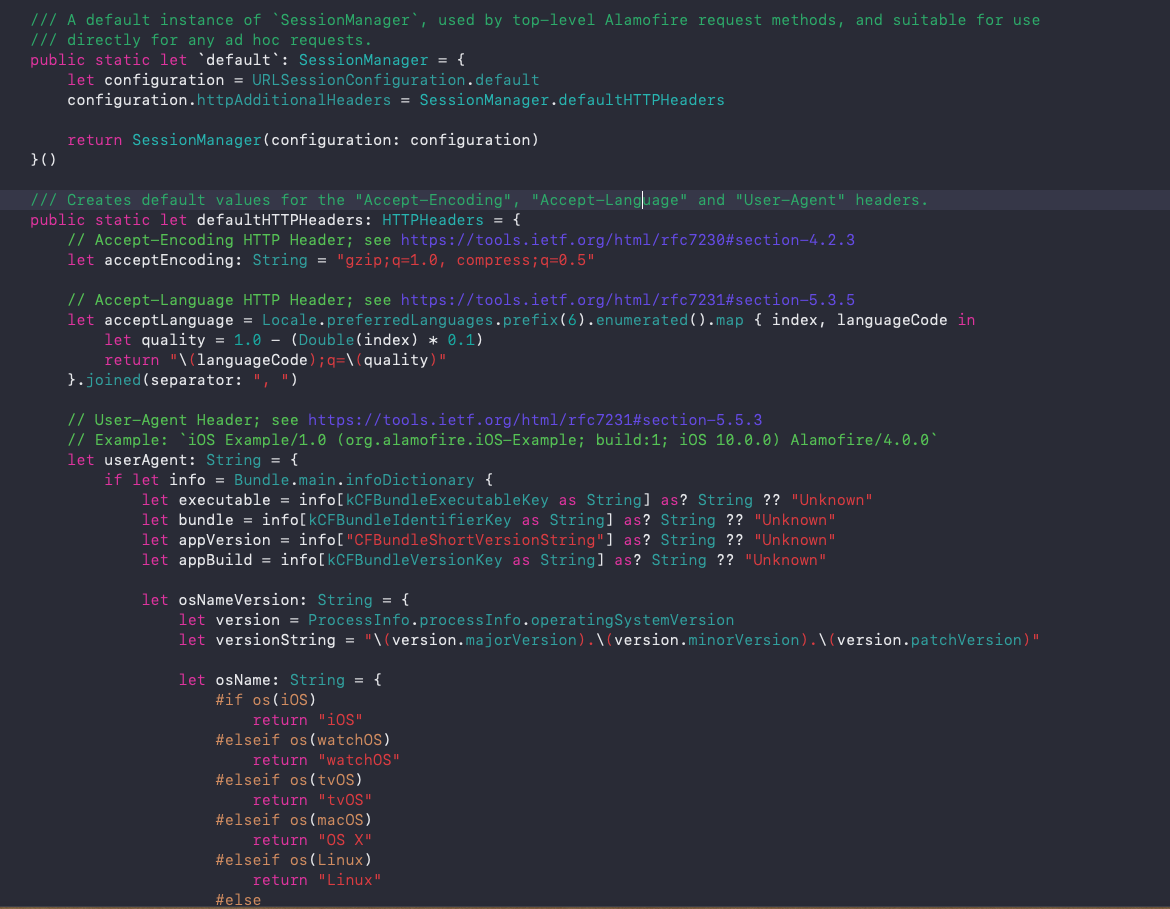 /// A default instance of `SessionManager`, used by top-level Alamofire request methods, and suitable for use
/// directly for any ad hoc requests.
public static let `default`: SessionManager = {
    let configuration = URLSessionConfiguration.default
    configuration.httpAdditionalHeaders = SessionManager.defaultHTTPHeaders

    return SessionManager(configuration: configuration)
}()

/// Creates default values for the "Accept-Encoding", "Accept-Language" and "User-Agent" headers.
public static let defaultHTTPHeaders: HTTPHeaders = {
    // Accept-Encoding HTTP Header; see https://tools.ietf.org/html/rfc7230#section-4.2.3
    let acceptEncoding: String = "gzip;q=1.0, compress;q=0.5"

    // Accept-Language HTTP Header; see https://tools.ietf.org/html/rfc7231#section-5.3.5
    let acceptLanguage = Locale.preferredLanguages.prefix(6).enumerated().map { index, languageCode in
        let quality = 1.0 - (Double(index) * 0.1)
        return "\(languageCode);q=\(quality)"
    }.joined(separator: ", ")

    // User-Agent Header; see https://tools.ietf.org/html/rfc7231#section-5.5.3
    // Example: `iOS Example/1.0 (org.alamofire.iOS-Example; build:1; iOS 10.0.0) Alamofire/4.0.0`
    let userAgent: String = {
        if let info = Bundle.main.infoDictionary {
            let executable = info[kCFBundleExecutableKey as String] as? String ?? "Unknown"
            let bundle = info[kCFBundleIdentifierKey as String] as? String ?? "Unknown"
            let appVersion = info["CFBundleShortVersionString"] as? String ?? "Unknown"
            let appBuild = info[kCFBundleVersionKey as String] as? String ?? "Unknown"

            let osNameVersion: String = {
                let version = ProcessInfo.processInfo.operatingSystemVersion
                let versionString = "\(version.majorVersion).\(version.minorVersion).\(version.patchVersion)"

                let osName: String = {
                    #if os(iOS)
                        return "iOS"
                    #elseif os(watchOS)
                        return "watchOS"
                    #elseif os(tvOS)
                        return "tvOS"
                    #elseif os(macOS)
                        return "OS X"
                    #elseif os(Linux)
                        return "Linux"
                    #else